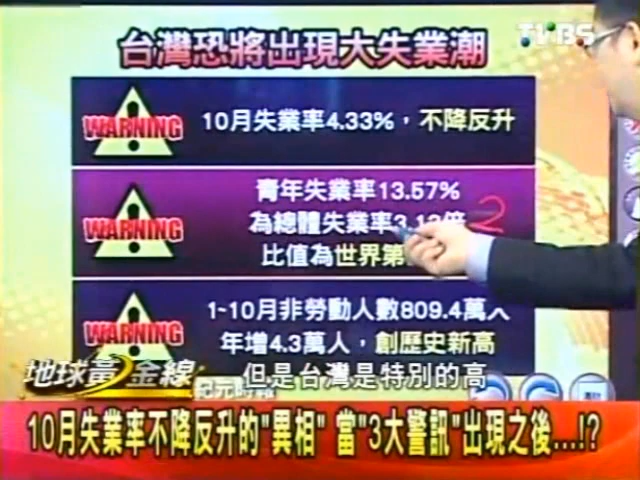 TVBS
台灣恐將出現大失業潮
WARNING
10月失業率4.33%，不降反升
WARNING
青年失業率13.57%
為總體失業率3.13倍
2
比值為世界第
WARNING
1~10月非勞動人數809.4萬人
年增4.3萬人，創歷史新高
地球黃金線
紀元時報
但是台灣是特別的高
10月失業率不降反升的"異相" 當"3大警訊"出現之後...!?